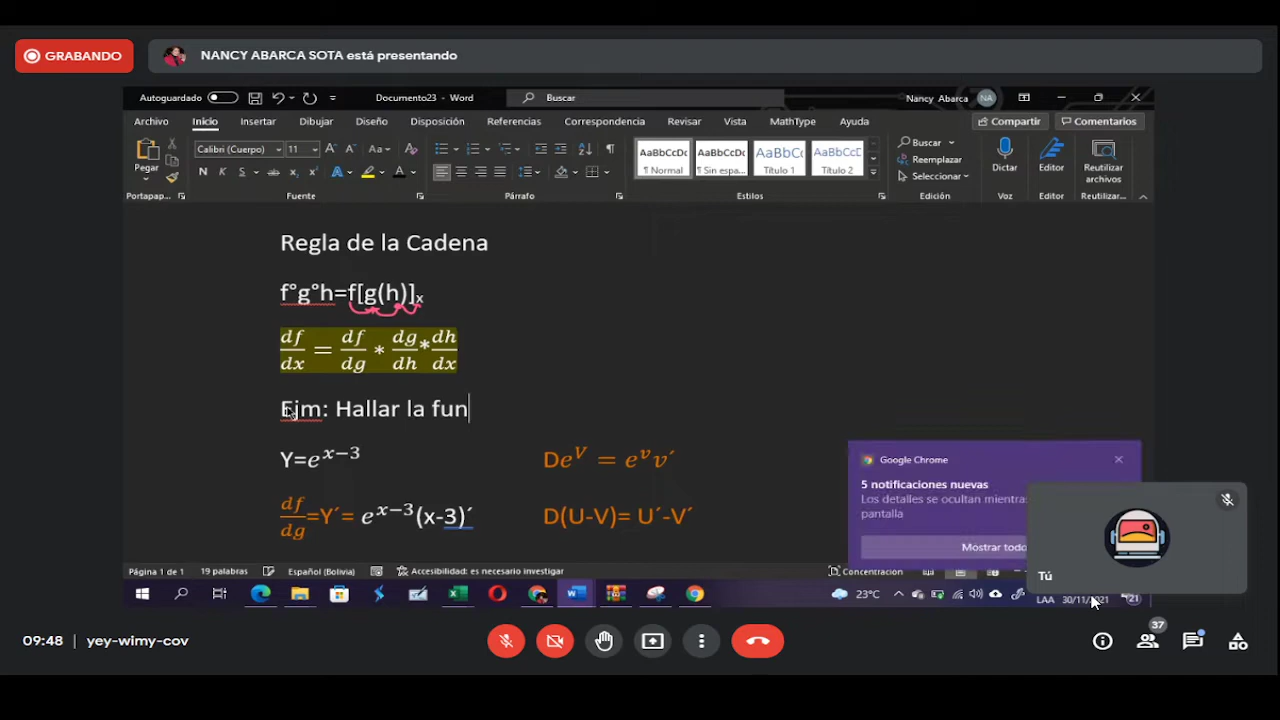 GRABANDO
NANCY ABARCA SOTA está presentando
Autoguardado
Documento23 - Word
Buscar
Nancy Abarca
NA
Archivo Inicio Insertar Dibujar Diseño Disposición Referencias Correspondencia Revisar Vista MathType Ayuda
Compartir
Comentarios
Calibri (Cuerpo) 11
Pegar
N K S
AaBbCcDc AaBbCcDc AaBbC AaBbCcD
¶ Normal ¶ Sin espa... Título 1 Título 2
Buscar
Reemplazar
Seleccionar
Dictar
Editor
Reutilizar archivos
Portapap... Fuente Párrafo Estilos Edición Voz Editor Reutilizar...
Regla de la Cadena
f°g°h=f[g(h)]ₓ
df/dx = df/dg * dg/dh * dh/dx
Ejm: Hallar la fun
Y=e^{x−3}
De^V = e^v v´
df/dg=Y´= e^{x−3}(x-3)´
D(U-V)= U´-V´
Google Chrome
5 notificaciones nuevas
Los detalles se ocultan mientras
pantalla
Mostrar todo
Tú
Página 1 de 1 19 palabras Español (Bolivia) Accesibilidad: es necesario investigar Concentración
23°C
LAA 30/11/2021
21
09:48 | yey-wimy-cov
37